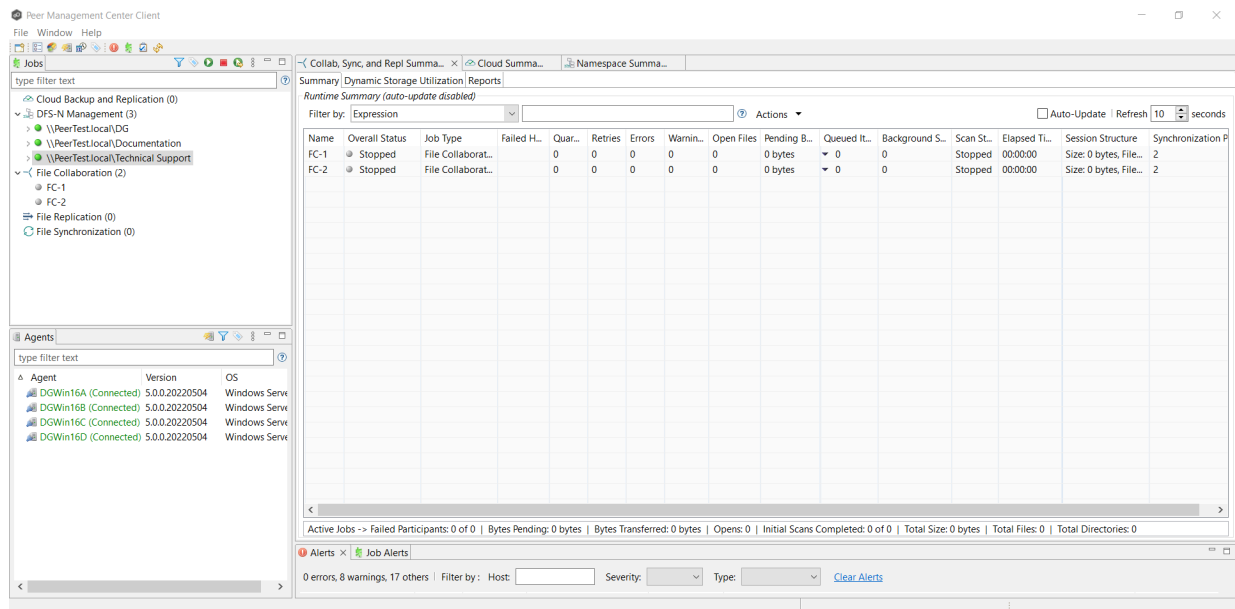 Peer Management Center Client
File Window Help
Jobs
type filter text
Cloud Backup and Replication (0)
DFS-N Management (3)
\\PeerTest.local\DG
\\PeerTest.local\Documentation
\\PeerTest.local\Technical Support
File Collaboration (2)
FC-1
FC-2
File Replication (0)
File Synchronization (0)
Agents
type filter text
Agent Version OS
DGWin16A (Connected) 5.0.0.20220504 Windows Serve
DGWin16B (Connected) 5.0.0.20220504 Windows Serve
DGWin16C (Connected) 5.0.0.20220504 Windows Serve
DGWin16D (Connected) 5.0.0.20220504 Windows Serve
Collab, Sync, and Repl Summa... Cloud Summa... Namespace Summa...
Summary Dynamic Storage Utilization Reports
Runtime Summary (auto-update disabled)
Filter by: Expression Actions Auto-Update Refresh 10 seconds
Name Overall Status Job Type Failed H... Quar... Retries Errors Warnin... Open Files Pending B... Queued It... Background S... Scan St... Elapsed Ti... Session Structure Synchronization P
FC-1 Stopped File Collaborat... 0 0 0 0 0 0 bytes 0 0 Stopped 00:00:00 Size: 0 bytes, File... 2
FC-2 Stopped File Collaborat... 0 0 0 0 0 0 bytes 0 0 Stopped 00:00:00 Size: 0 bytes, File... 2
Active Jobs -> Failed Participants: 0 of 0 | Bytes Pending: 0 bytes | Bytes Transferred: 0 bytes | Opens: 0 | Initial Scans Completed: 0 of 0 | Total Size: 0 bytes | Total Files: 0 | Total Directories: 0
Alerts Job Alerts
0 errors, 8 warnings, 17 others Filter by : Host: Severity: Type: Clear Alerts